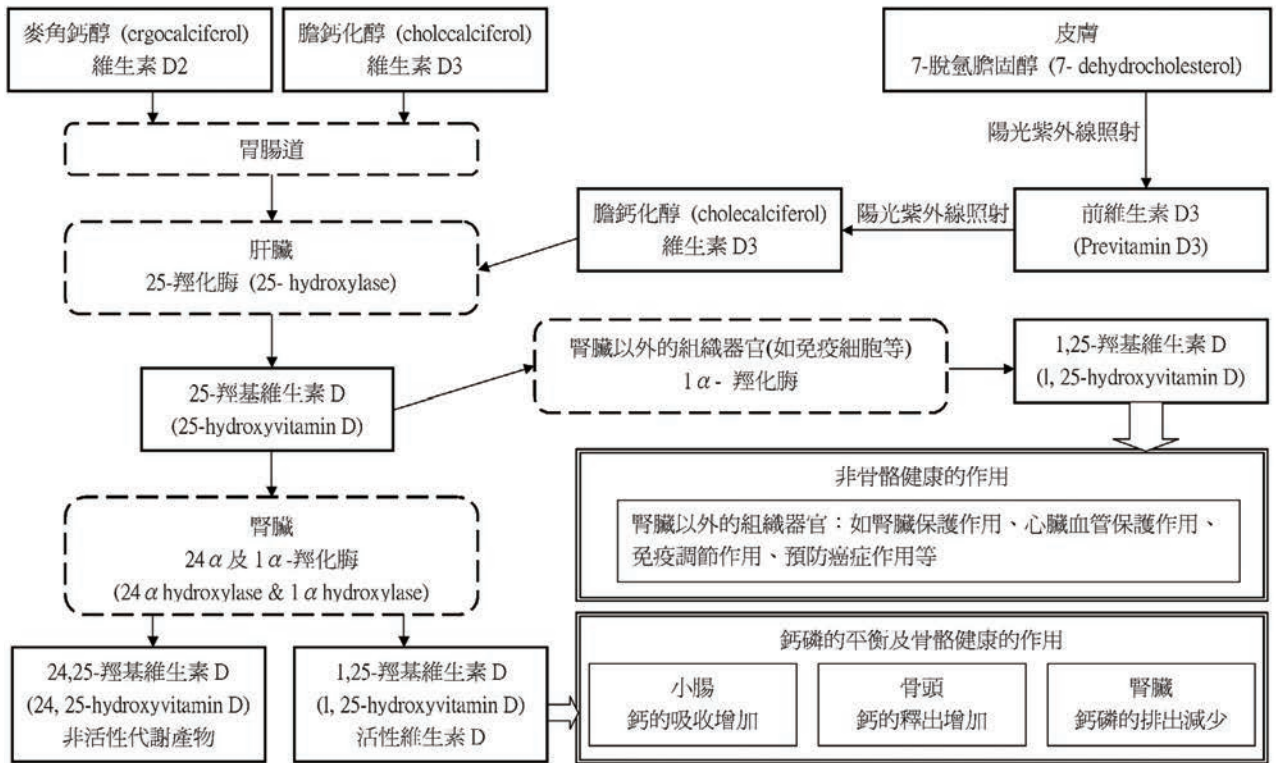 麥角鈣醇 (ergocalciferol)
維生素 D2
膽鈣化醇 (cholecalciferol)
維生素 D3
皮膚
7-脫氫膽固醇 (7- dehydrocholesterol)
陽光紫外線照射
胃腸道
膽鈣化醇 (cholecalciferol)
維生素 D3
陽光紫外線照射
前維生素 D3
(Previtamin D3)
肝臟
25-羥化脢 (25- hydroxylase)
腎臟以外的組織器官(如免疫細胞等)
1α- 羥化脢
1,25-羥基維生素 D
(l, 25-hydroxyvitamin D)
25-羥基維生素 D
(25-hydroxyvitamin D)
非骨骼健康的作用
腎臟以外的組織器官：如腎臟保護作用、心臟血管保護作用、
免疫調節作用、預防癌症作用等
腎臟
24α及1α-羥化脢
(24α hydroxylase & 1α hydroxylase)
24,25-羥基維生素 D
(24, 25-hydroxyvitamin D)
非活性代謝產物
1,25-羥基維生素 D
(l, 25-hydroxyvitamin D)
活性維生素 D
鈣磷的平衡及骨骼健康的作用
小腸
鈣的吸收增加
骨頭
鈣的釋出增加
腎臟
鈣磷的排出減少